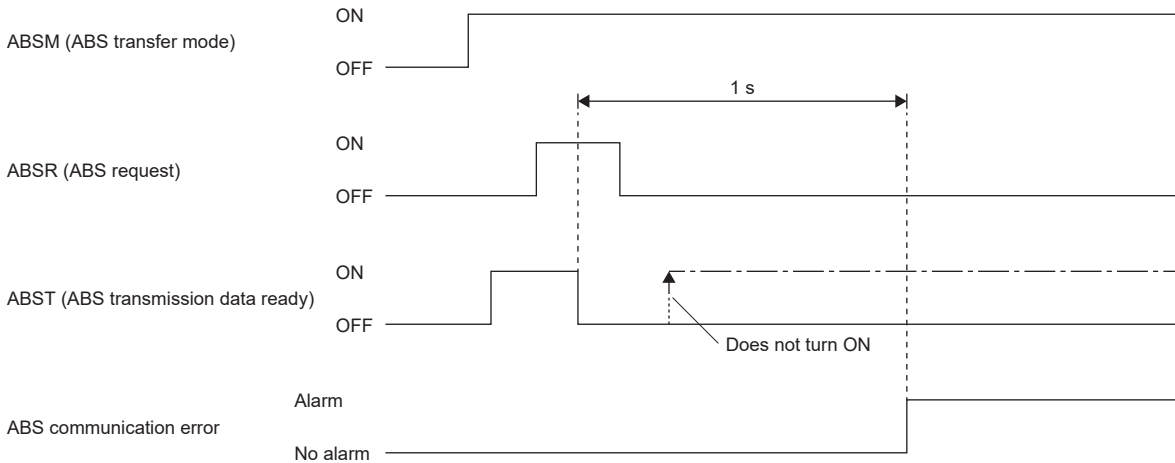 ON
ABSM (ABS transfer mode)
OFF
1 s
ON
ABSR (ABS request)
OFF
ON
ABST (ABS transmission data ready)
OFF
Does not turn ON
Alarm
ABS communication error
No alarm